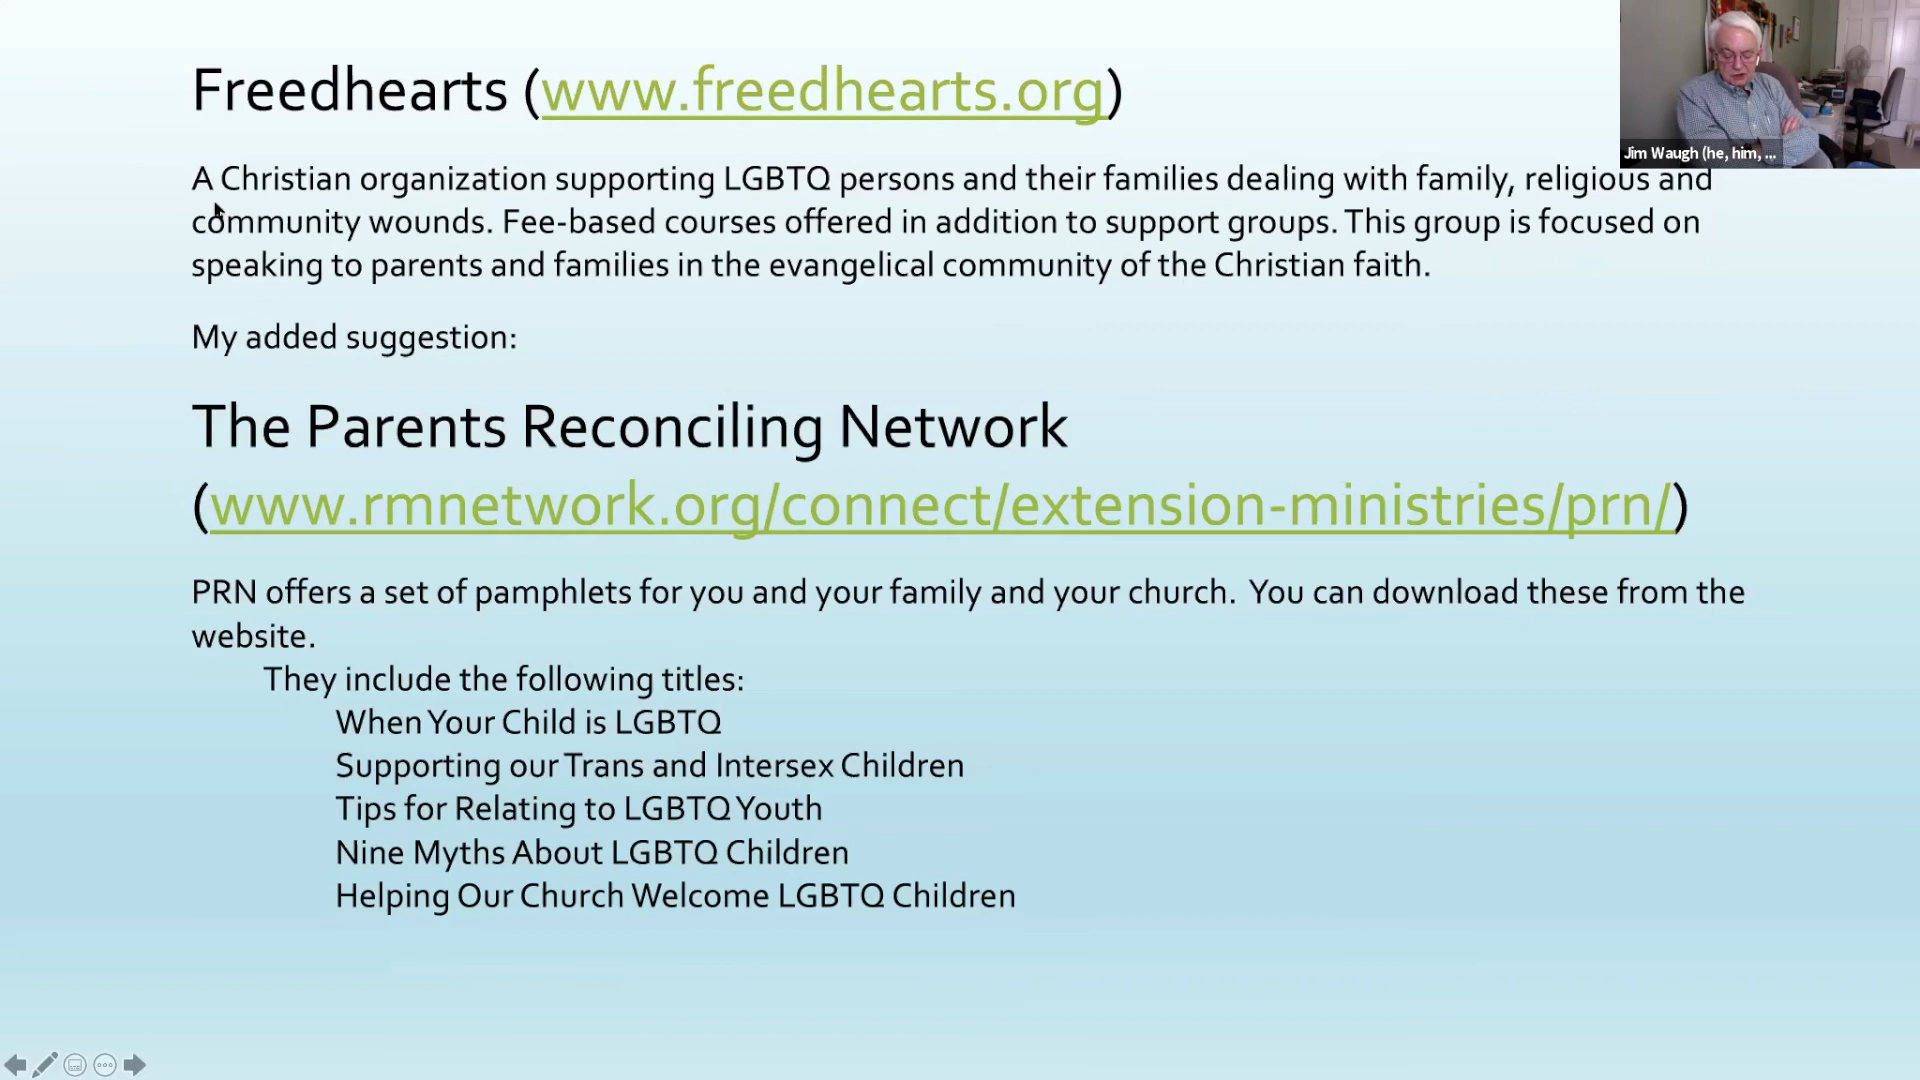 Freedhearts (www.freedhearts.org)
Jim Waugh (he, him, ...
A Christian organization supporting LGBTQ persons and their families dealing with family, religious and
community wounds. Fee-based courses offered in addition to support groups. This group is focused on
speaking to parents and families in the evangelical community of the Christian faith.
My added suggestion:
The Parents Reconciling Network
(www.rmnetwork.org/connect/extension-ministries/prn/)
PRN offers a set of pamphlets for you and your family and your church.  You can download these from the
website.
They include the following titles:
When Your Child is LGBTQ
Supporting our Trans and Intersex Children
Tips for Relating to LGBTQ Youth
Nine Myths About LGBTQ Children
Helping Our Church Welcome LGBTQ Children